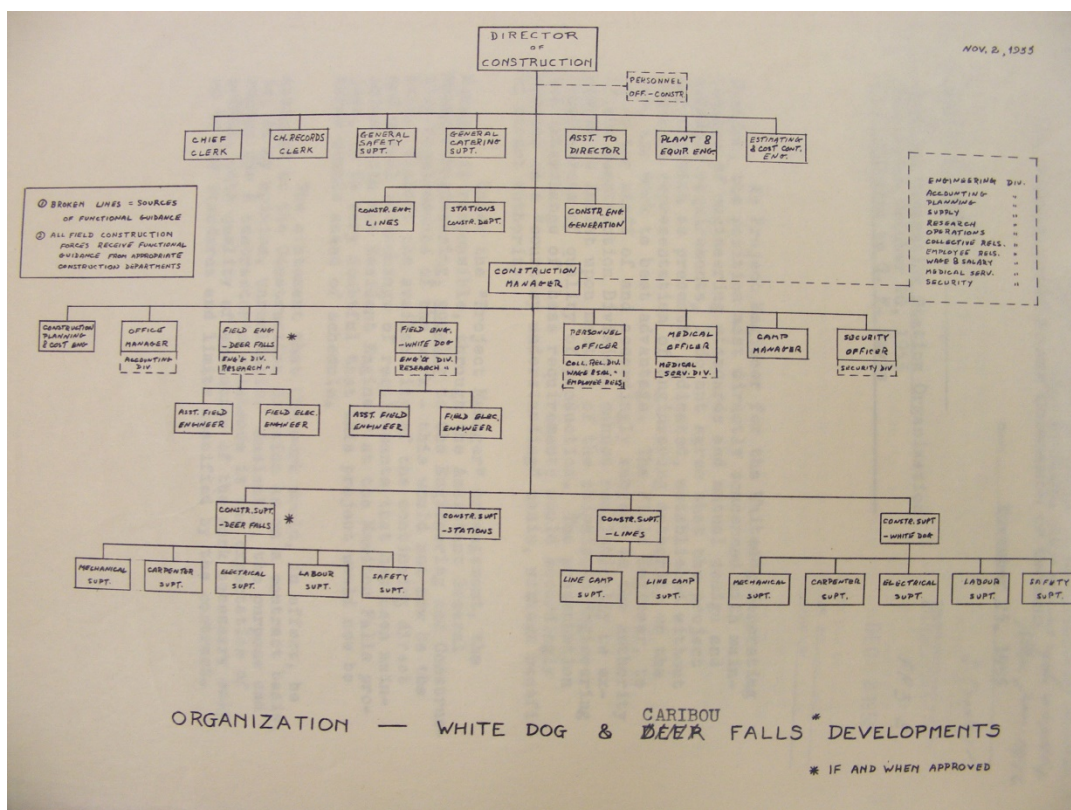 DIRECTOR
OF
CONSTRUCTION
NOV. 2, 1955
PERSONNEL
OFF.-CONSTR
CHIEF
CLERK
CH. RECORDS
CLERK
GENERAL
SAFETY
SUPT.
GENERAL
CATERING
SUPT.
ASST. TO
DIRECTOR
PLANT &
EQUIP. ENG.
ESTIMATING
& COST CONT.
ENG.
① BROKEN LINES = SOURCES
OF FUNCTIONAL GUIDANCE
② ALL FIELD CONSTRUCTION
FORCES RECEIVE FUNCTIONAL
GUIDANCE FROM APPROPRIATE
CONSTRUCTION DEPARTMENTS
ENGINEERING DIV.
ACCOUNTING "
PLANNING "
SUPPLY "
RESEARCH "
OPERATIONS "
COLLECTIVE RELS. "
EMPLOYEE RELS. "
WAGE & SALARY "
MEDICAL SERV. "
SECURITY "
CONSTR. ENG.
LINES
STATIONS
CONSTR. DEPT.
CONSTR. ENG
GENERATION
CONSTRUCTION
MANAGER
CONSTRUCTION
PLANNING
& COST ENG
OFFICE
MANAGER
ACCOUNTING
DIV
FIELD ENG
-DEER FALLS
*
ENG'G DIV.
RESEARCH "
FIELD ENG.
-WHITE DOG
ENG'G DIV.
RESEARCH "
PERSONNEL
OFFICER
COLL. REL. DIV.
WAGE & SAL. "
EMPLOYEE RELS
MEDICAL
OFFICER
MEDICAL
SERV. DIV.
CAMP
MANAGER
SECURITY
OFFICER
SECURITY DIV
ASST. FIELD
ENGINEER
FIELD ELEC.
ENGINEER
ASST. FIELD
ENGINEER
FIELD ELEC.
ENGINEER
CONSTR. SUPT.
-DEER FALLS
*
CONSTR. SUPT
-STATIONS
CONSTR. SUPT.
-LINES
CONSTR. SUPT
-WHITE DOG
MECHANICAL
SUPT.
CARPENTER
SUPT.
ELECTRICAL
SUPT.
LABOUR
SUPT.
SAFETY
SUPT.
LINE CAMP
SUPT.
LINE CAMP
SUPT.
MECHANICAL
SUPT.
CARPENTER
SUPT.
ELECTRICAL
SUPT.
LABOUR
SUPT.
SAFETY
SUPT.
CARIBOU
ORGANIZATION — WHITE DOG & DEER FALLS * DEVELOPMENTS
* IF AND WHEN APPROVED